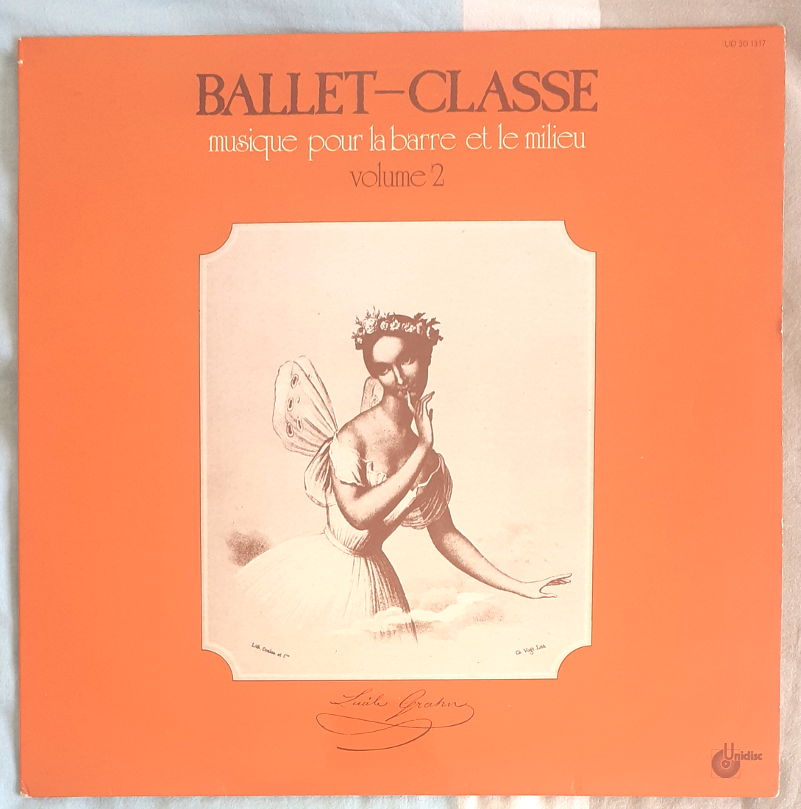 UD 30 1317
BALLET-CLASSE
musique pour la barre et le milieu
volume 2
Lucile Grahn
Unidisc